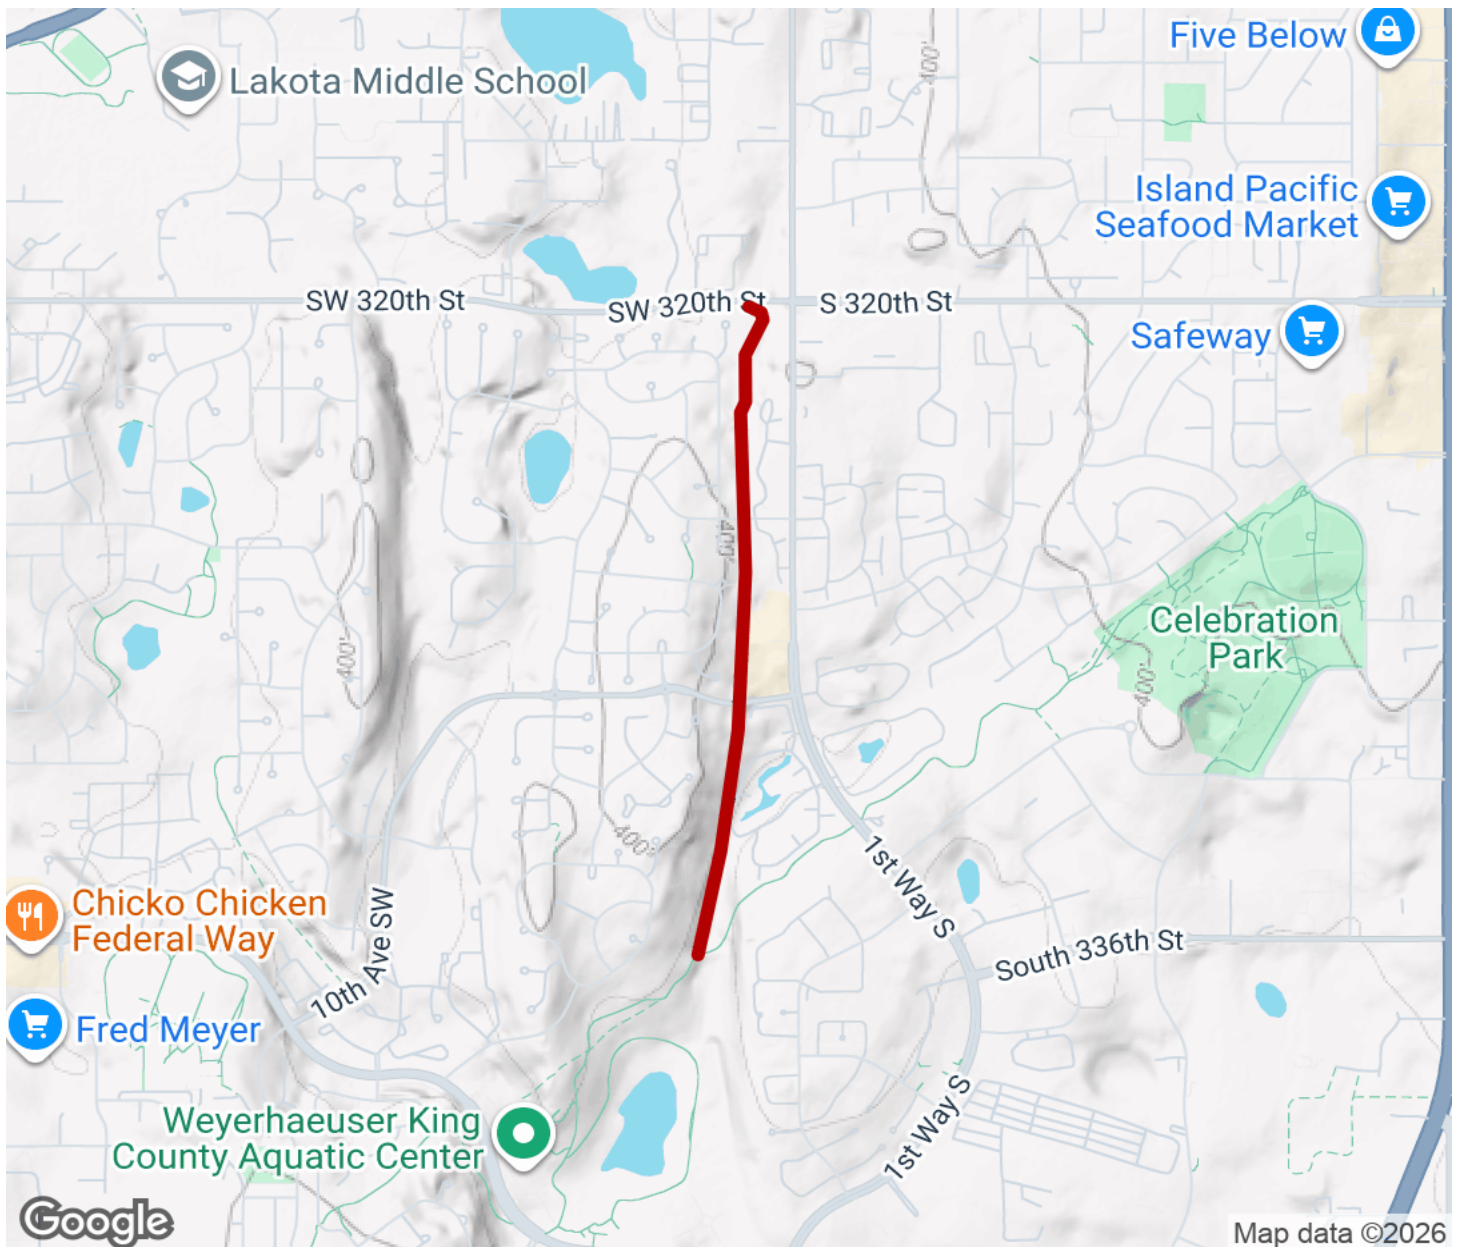 Five Below
Lakota Middle School
Island Pacific
Seafood Market
SW 320th St
SW 320th St
S 320th St
Safeway
400'
400'
400'
400'
400'
Celebration
Park
Chicko Chicken
Federal Way
10th Ave SW
1st Way S
South 336th St
Fred Meyer
Weyerhaeuser King
County Aquatic Center
1st Way S
Google
Map data ©2026